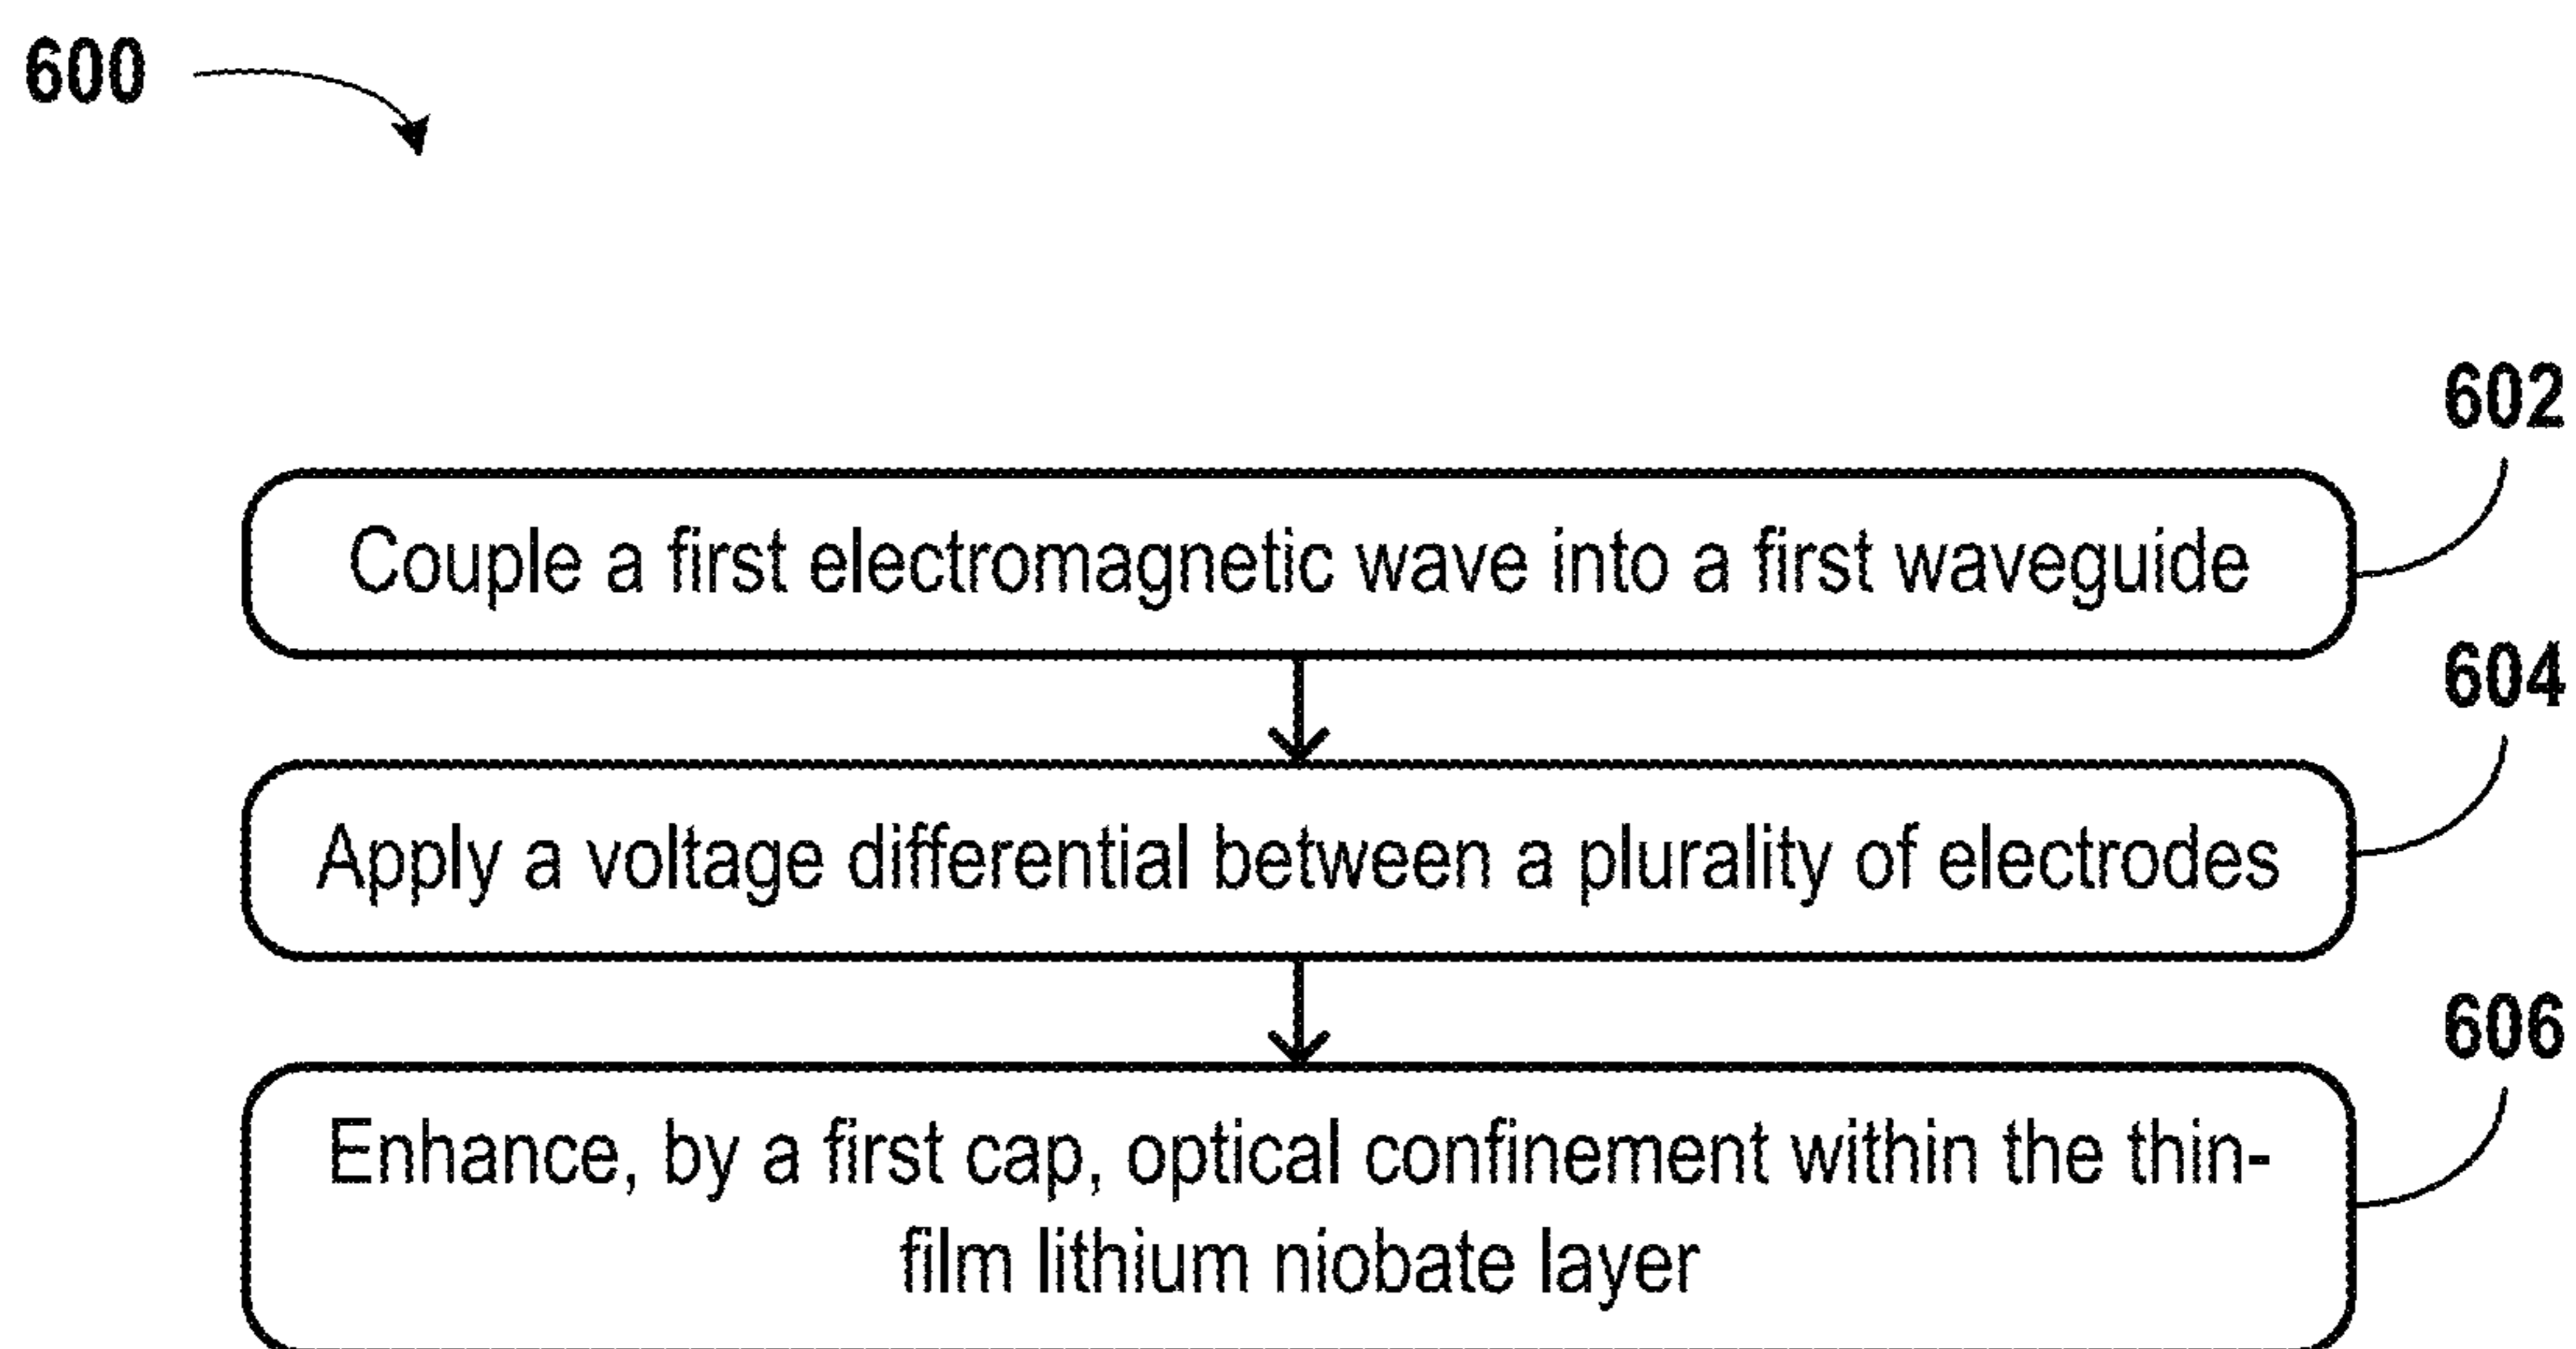 600
602
Couple a first electromagnetic wave into a first waveguide
604
Apply a voltage differential between a plurality of electrodes
606
Enhance, by a first cap, optical confinement within the thin-
film lithium niobate layer